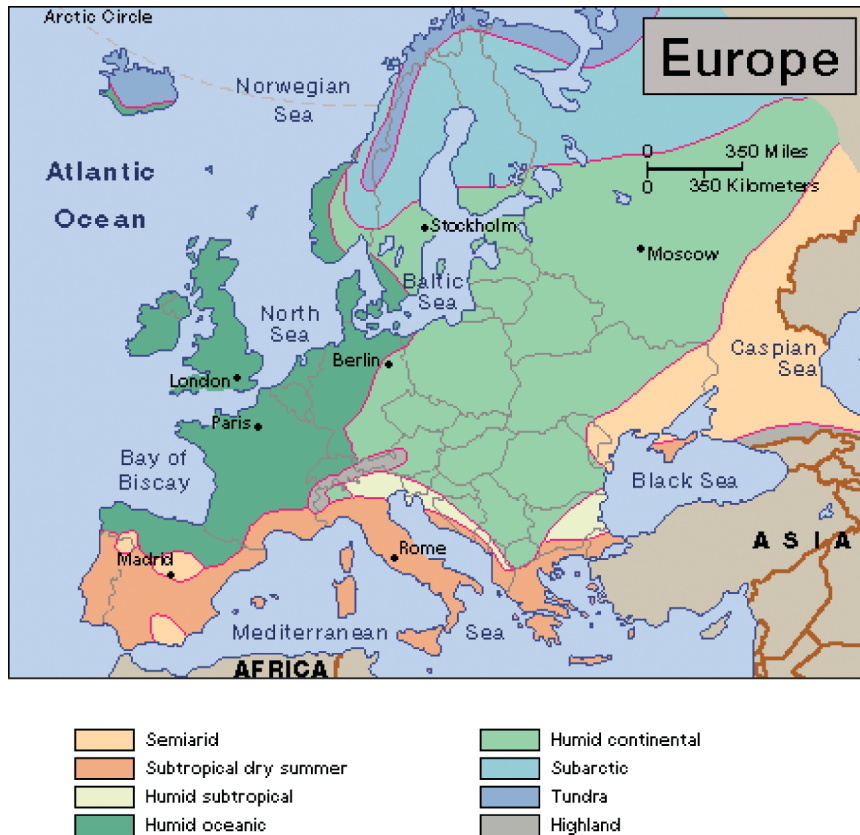 Arctic Circle
Europe
Norwegian
Sea
0 350 Miles
0 350 Kilometers
Atlantic
Ocean
Stockholm
Moscow
Baltic
Sea
North
Sea
Berlin
Caspian
Sea
London
Paris
Bay of
Biscay
Black Sea
Madrid
Rome
ASIA
Mediterranean Sea
AFRICA
Semiarid
Subtropical dry summer
Humid subtropical
Humid oceanic
Humid continental
Subarctic
Tundra
Highland